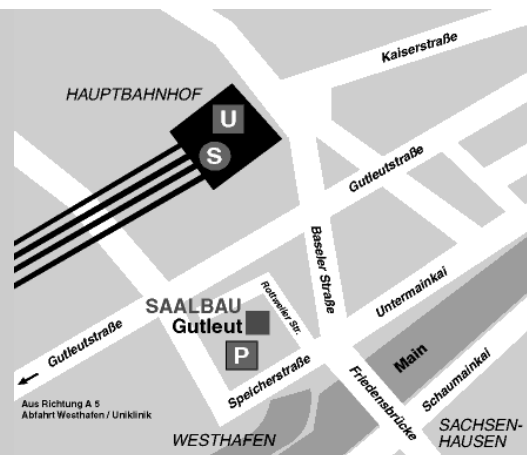 Kaiserstraße
HAUPTBAHNHOF
U
S
Gutleutstraße
Baseler Straße
Untermainkai
Rottweiler Str.
SAALBAU
Gutleut
P
Gutleutstraße
Speicherstraße
Main
Friedensbrücke
Schaumainkai
Aus Richtung A 5
Abfahrt Westhafen / Uniklinik
WESTHAFEN
SACHSEN-
HAUSEN